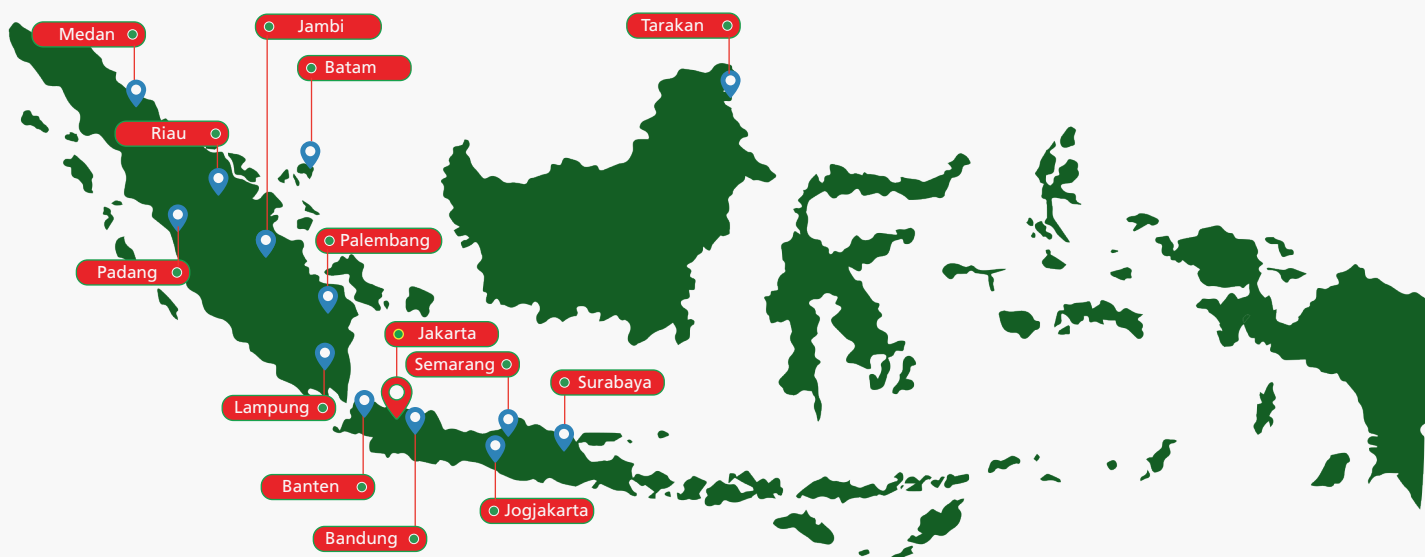 Medan
Jambi
Tarakan
Batam
Riau
Palembang
Padang
Jakarta
Semarang
Surabaya
Lampung
Banten
Jogjakarta
Bandung